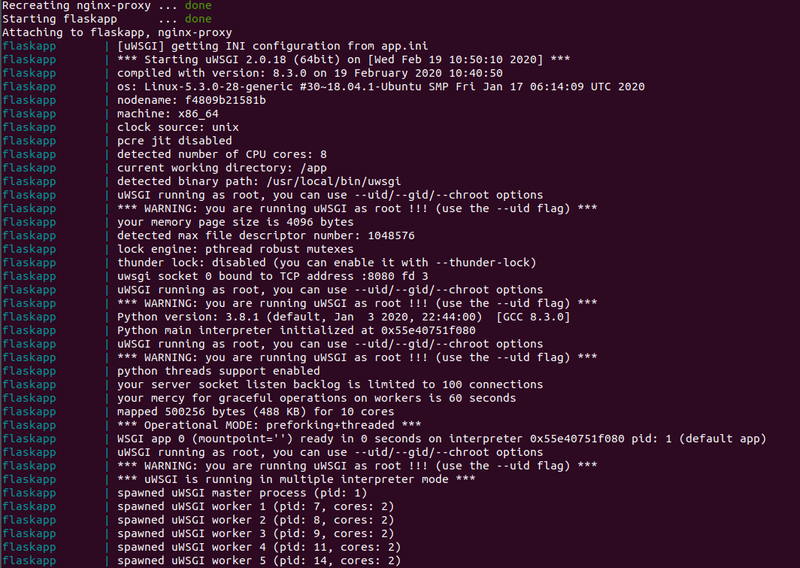 Recreating nginx-proxy ... done
Starting flaskapp      ... done
Attaching to flaskapp, nginx-proxy
flaskapp       | [uWSGI] getting INI configuration from app.ini
flaskapp       | *** Starting uWSGI 2.0.18 (64bit) on [Wed Feb 19 10:50:10 2020] ***
flaskapp       | compiled with version: 8.3.0 on 19 February 2020 10:40:50
flaskapp       | os: Linux-5.3.0-28-generic #30~18.04.1-Ubuntu SMP Fri Jan 17 06:14:09 UTC 2020
flaskapp       | nodename: f4809b21581b
flaskapp       | machine: x86_64
flaskapp       | clock source: unix
flaskapp       | pcre jit disabled
flaskapp       | detected number of CPU cores: 8
flaskapp       | current working directory: /app
flaskapp       | detected binary path: /usr/local/bin/uwsgi
flaskapp       | uWSGI running as root, you can use --uid/--gid/--chroot options
flaskapp       | *** WARNING: you are running uWSGI as root !!! (use the --uid flag) ***
flaskapp       | your memory page size is 4096 bytes
flaskapp       | detected max file descriptor number: 1048576
flaskapp       | lock engine: pthread robust mutexes
flaskapp       | thunder lock: disabled (you can enable it with --thunder-lock)
flaskapp       | uwsgi socket 0 bound to TCP address :8080 fd 3
flaskapp       | uWSGI running as root, you can use --uid/--gid/--chroot options
flaskapp       | *** WARNING: you are running uWSGI as root !!! (use the --uid flag) ***
flaskapp       | Python version: 3.8.1 (default, Jan  3 2020, 22:44:00)  [GCC 8.3.0]
flaskapp       | Python main interpreter initialized at 0x55e40751f080
flaskapp       | uWSGI running as root, you can use --uid/--gid/--chroot options
flaskapp       | *** WARNING: you are running uWSGI as root !!! (use the --uid flag) ***
flaskapp       | python threads support enabled
flaskapp       | your server socket listen backlog is limited to 100 connections
flaskapp       | your mercy for graceful operations on workers is 60 seconds
flaskapp       | mapped 500256 bytes (488 KB) for 10 cores
flaskapp       | *** Operational MODE: preforking+threaded ***
flaskapp       | WSGI app 0 (mountpoint='') ready in 0 seconds on interpreter 0x55e40751f080 pid: 1 (default app)
flaskapp       | uWSGI running as root, you can use --uid/--gid/--chroot options
flaskapp       | *** WARNING: you are running uWSGI as root !!! (use the --uid flag) ***
flaskapp       | *** uWSGI is running in multiple interpreter mode ***
flaskapp       | spawned uWSGI master process (pid: 1)
flaskapp       | spawned uWSGI worker 1 (pid: 7, cores: 2)
flaskapp       | spawned uWSGI worker 2 (pid: 8, cores: 2)
flaskapp       | spawned uWSGI worker 3 (pid: 9, cores: 2)
flaskapp       | spawned uWSGI worker 4 (pid: 11, cores: 2)
flaskapp       | spawned uWSGI worker 5 (pid: 14, cores: 2)